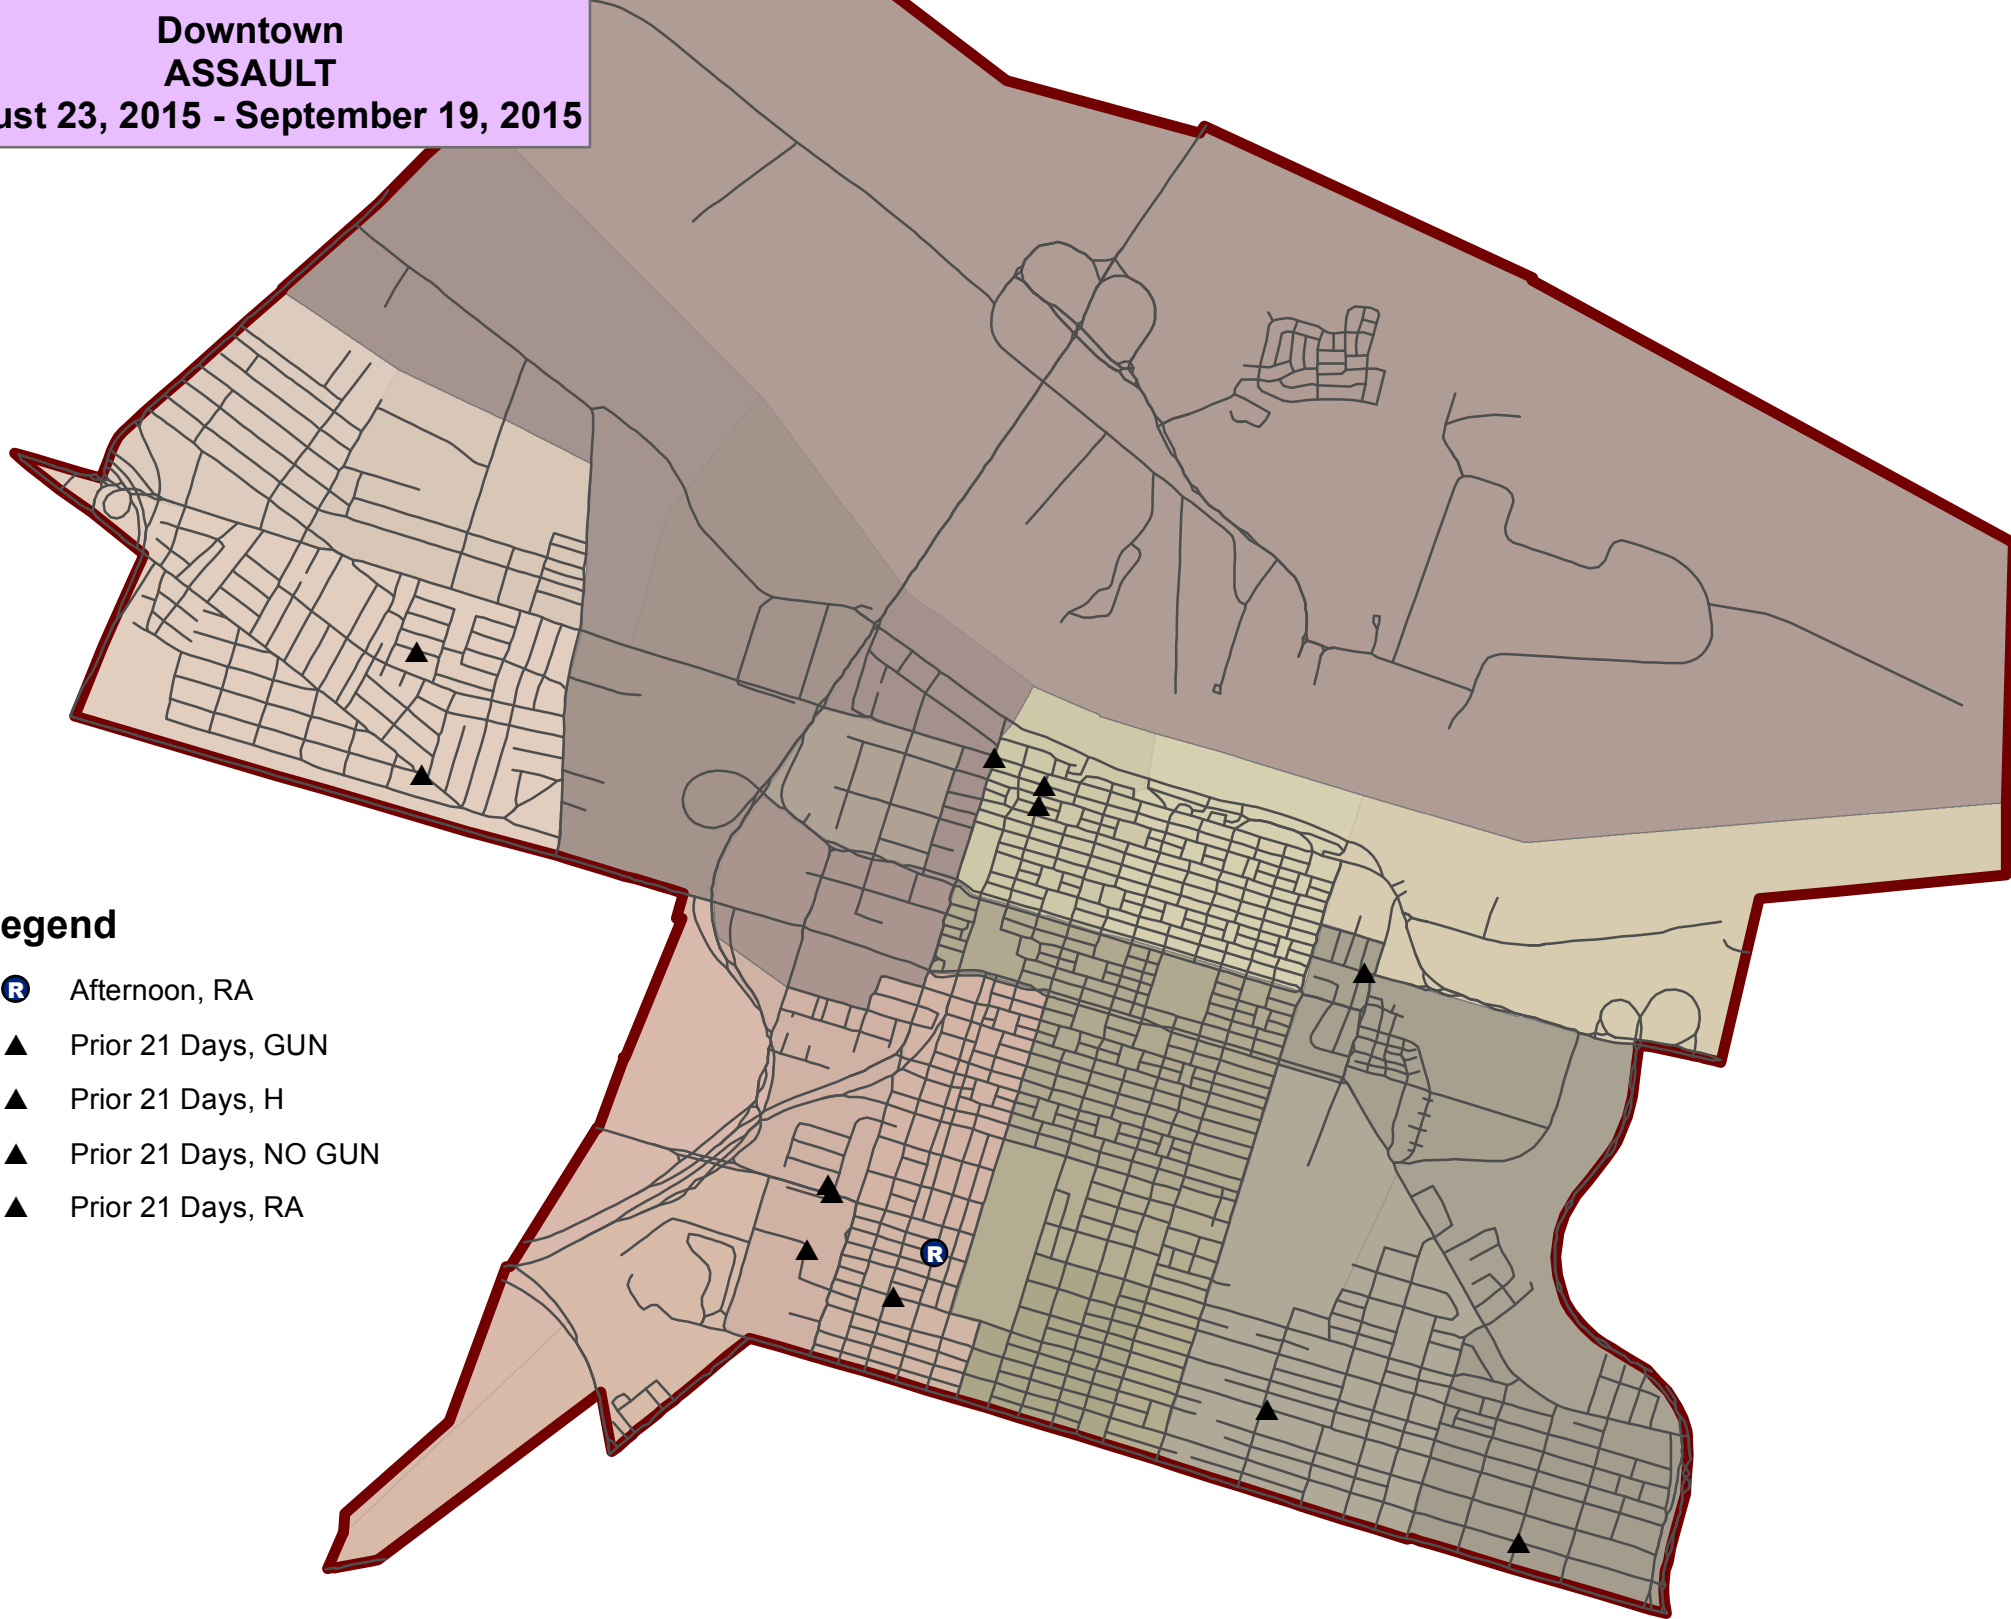 Downtown
ASSAULT
ust 23, 2015 - September 19, 2015
egend
R Afternoon, RA
Prior 21 Days, GUN
Prior 21 Days, H
Prior 21 Days, NO GUN
Prior 21 Days, RA
R